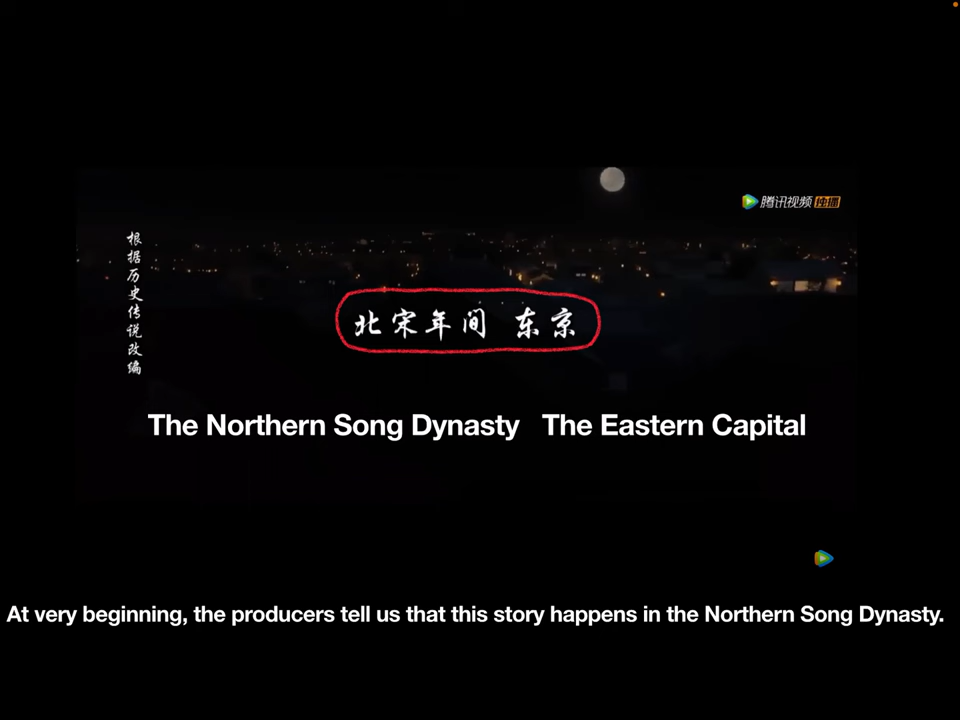 腾讯视频 独播
根据历史传说改编
北宋年间 东京
The Northern Song Dynasty The Eastern Capital
At very beginning, the producers tell us that this story happens in the Northern Song Dynasty.